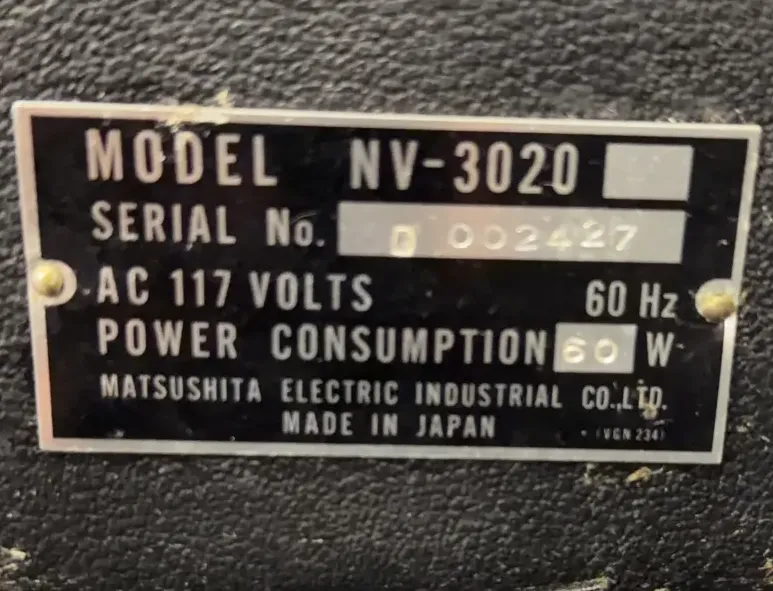 MODEL NV-3020
SERIAL No. D 002427
AC 117 VOLTS 60 Hz
POWER CONSUMPTION 60 W
MATSUSHITA ELECTRIC INDUSTRIAL CO.,LTD.
MADE IN JAPAN (VGN 234)